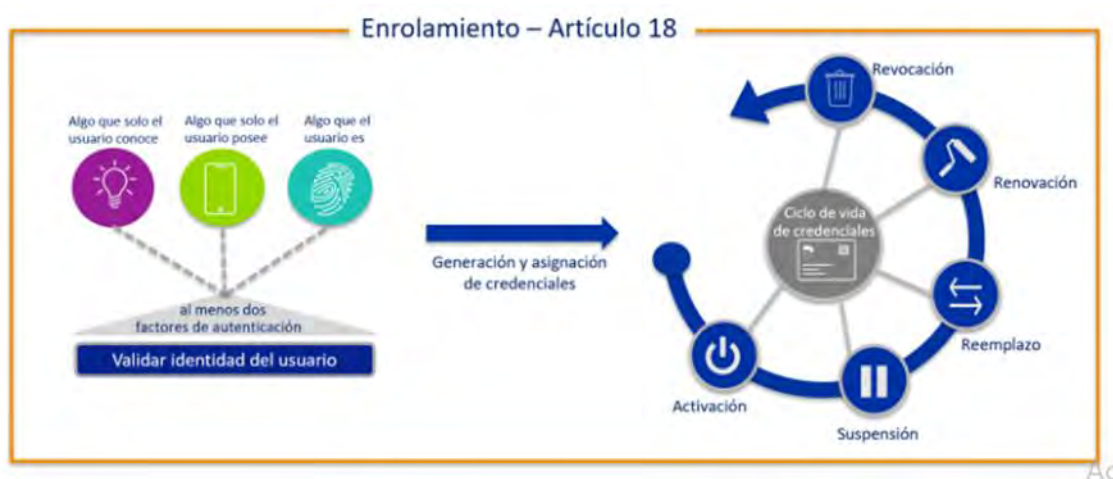 Enrolamiento – Artículo 18
Algo que solo el
usuario conoce
Algo que solo el
usuario posee
Algo que el
usuario es
al menos dos
factores de autenticación
Validar identidad del usuario
Generación y asignación
de credenciales
Ciclo de vida
de credenciales
Revocación
Renovación
Reemplazo
Suspensión
Activación
Ac